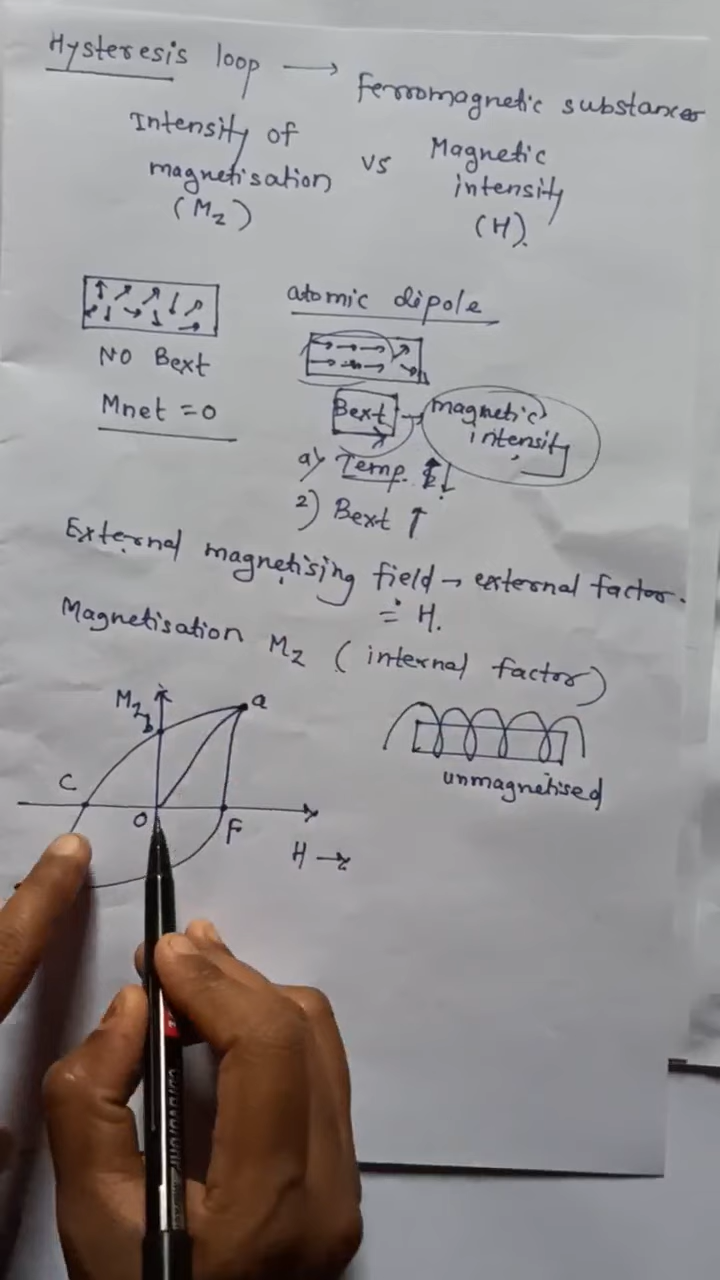 Hysteresis loop → Ferromagnetic substances
Intensity of magnetisation (Mz) vs Magnetic intensity (H).
NO Bext
Mnet = 0
atomic dipole
Bext → magnetic intensity
a) Temp. ↓
2) Bext ↑
External magnetising field → external factor.
= H.
Magnetisation Mz (internal factor)
Mz
b
a
C
O
F
H →
unmagnetised